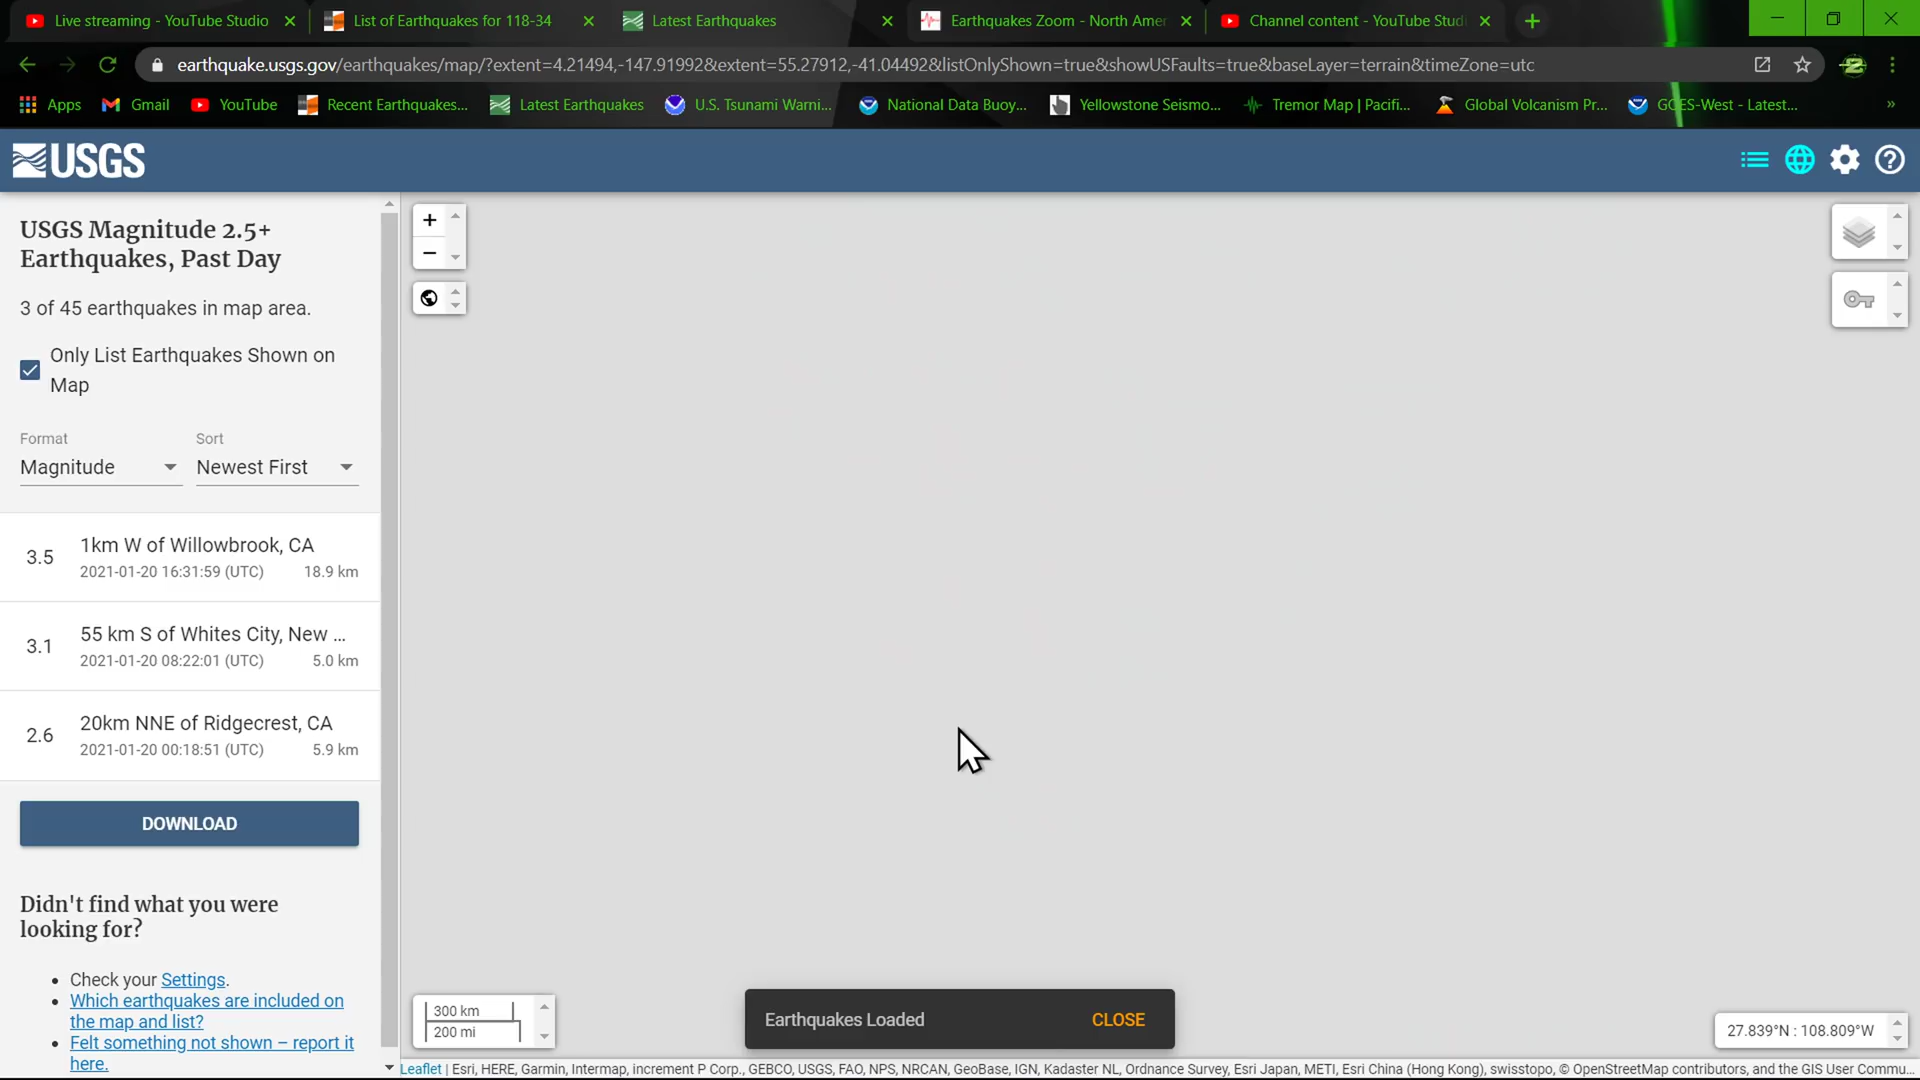 Live streaming - YouTube Studio
List of Earthquakes for 118-34
Latest Earthquakes
Earthquakes Zoom - North Amer
Channel content - YouTube Studi
earthquake.usgs.gov/earthquakes/map/?extent=4.21494,-147.91992&extent=55.27912,-41.04492&listOnlyShown=true&showUSFaults=true&baseLayer=terrain&timeZone=utc
Apps
Gmail
YouTube
Recent Earthquakes...
Latest Earthquakes
U.S. Tsunami Warni...
National Data Buoy...
Yellowstone Seismo...
Tremor Map | Pacifi...
Global Volcanism Pr...
GOES-West - Latest...
»
USGS
USGS Magnitude 2.5+
Earthquakes, Past Day
3 of 45 earthquakes in map area.
Only List Earthquakes Shown on
Map
Format
Sort
Magnitude
Newest First
3.5
1km W of Willowbrook, CA
2021-01-20 16:31:59 (UTC)
18.9 km
3.1
55 km S of Whites City, New ...
2021-01-20 08:22:01 (UTC)
5.0 km
2.6
20km NNE of Ridgecrest, CA
2021-01-20 00:18:51 (UTC)
5.9 km
DOWNLOAD
Didn't find what you were
looking for?
• Check your Settings.
• Which earthquakes are included on
the map and list?
• Felt something not shown – report it
here.
+
−
300 km
200 mi
Earthquakes Loaded
CLOSE
27.839°N : 108.809°W
Leaflet | Esri, HERE, Garmin, Intermap, increment P Corp., GEBCO, USGS, FAO, NPS, NRCAN, GeoBase, IGN, Kadaster NL, Ordnance Survey, Esri Japan, METI, Esri China (Hong Kong), swisstopo, © OpenStreetMap contributors, and the GIS User Commu...